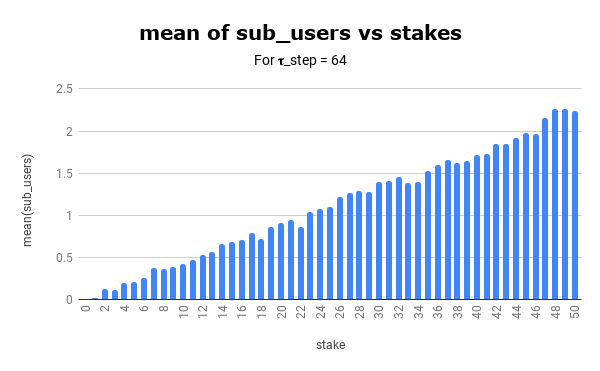 mean of sub_users vs stakes
For τ_step = 64
2.5
2
1.5
1
0.5
0
mean(sub_users)
0 2 4 6 8 10 12 14 16 18 20 22 24 26 28 30 32 34 36 38 40 42 44 46 48 50
stake